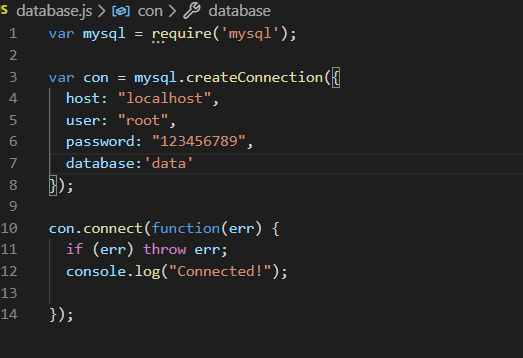 JS database.js > con > database
1 var mysql = require('mysql');
2
3 var con = mysql.createConnection({
4 host: "localhost",
5 user: "root",
6 password: "123456789",
7 database:'data'
8 });
9
10 con.connect(function(err) {
11 if (err) throw err;
12 console.log("Connected!");
13
14 });